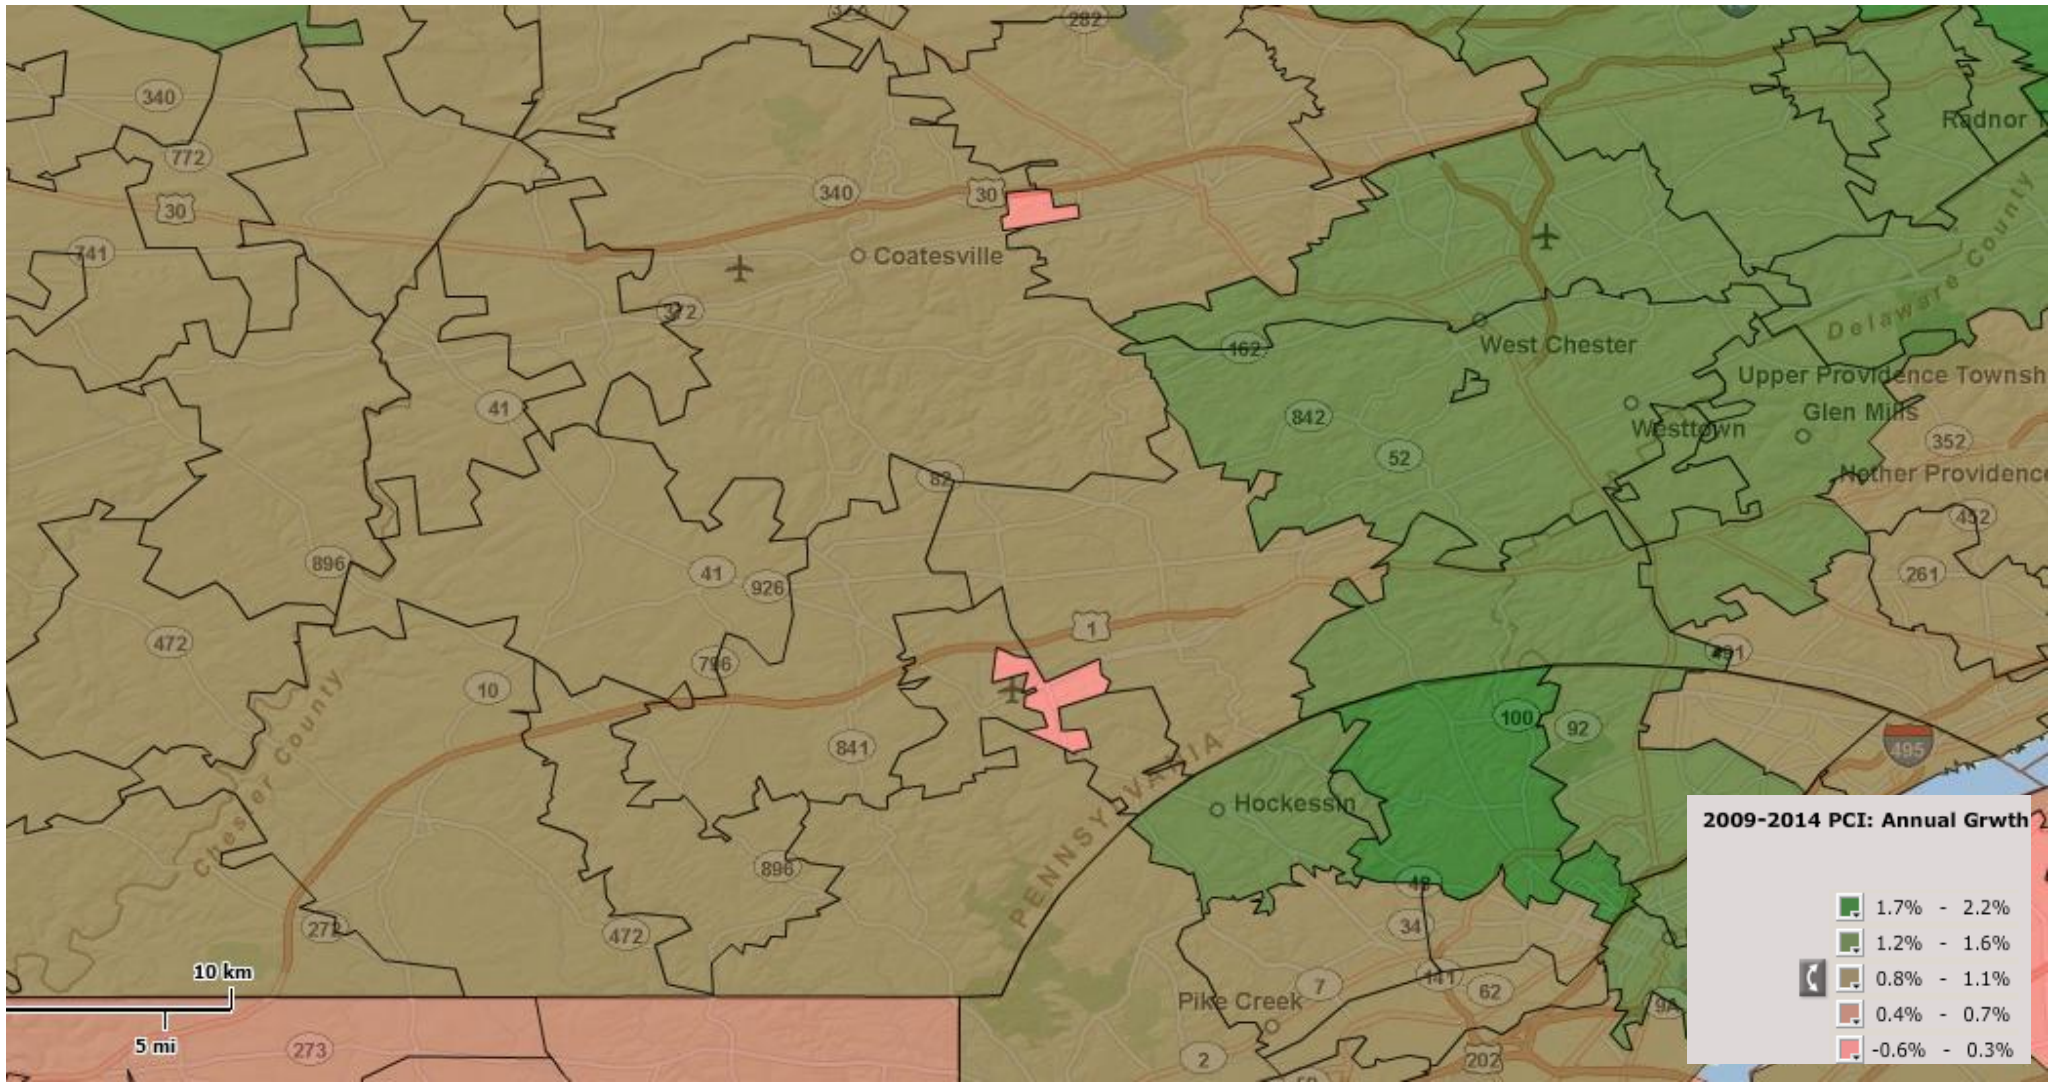 282
340
Radnor T
772
340
30
30
741
Coatesville
Delaware County
372
West Chester
162
Upper Providence Townsh
41
842
Glen Mills
Westtown
352
52
Nether Providence
82
452
896
41
926
261
1
472
796
491
10
100
92
841
495
Hockessin
PENNSYLVANIA
Chester County
896
48
272
472
34
10 km
5 mi
7
141
62
Pike Creek
9A
273
2
202
2009-2014 PCI: Annual Grwth
1.7% - 2.2%
1.2% - 1.6%
0.8% - 1.1%
0.4% - 0.7%
-0.6% - 0.3%